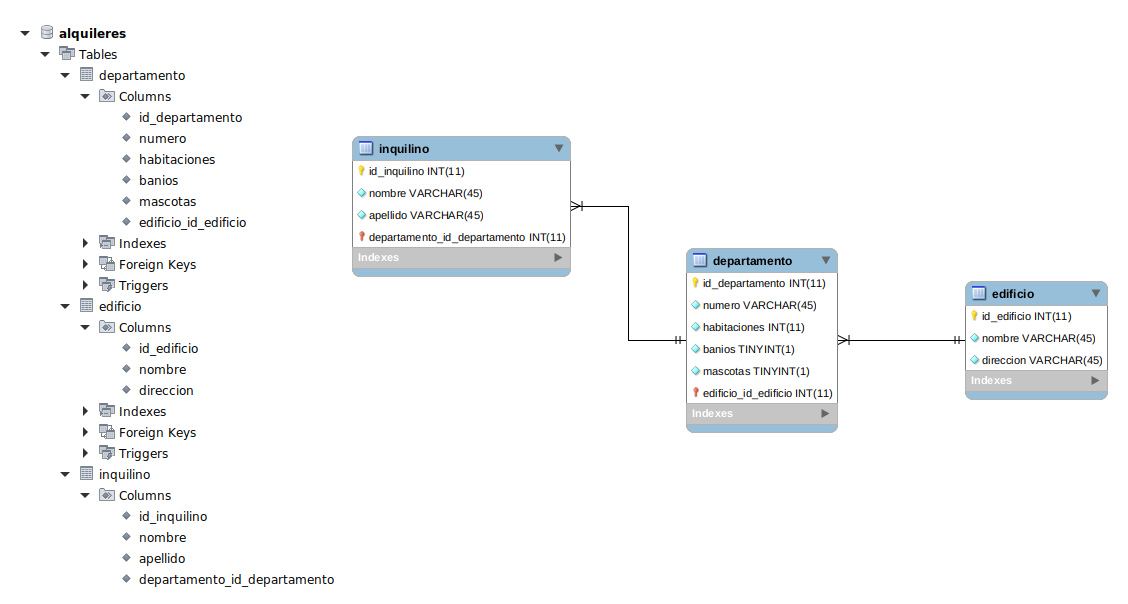 alquileres
Tables
departamento
Columns
id_departamento
numero
habitaciones
banios
mascotas
edificio_id_edificio
Indexes
Foreign Keys
Triggers
edificio
Columns
id_edificio
nombre
direccion
Indexes
Foreign Keys
Triggers
inquilino
Columns
id_inquilino
nombre
apellido
departamento_id_departamento
inquilino
id_inquilino INT(11)
nombre VARCHAR(45)
apellido VARCHAR(45)
departamento_id_departamento INT(11)
Indexes
departamento
id_departamento INT(11)
numero VARCHAR(45)
habitaciones INT(11)
banios TINYINT(1)
mascotas TINYINT(1)
edificio_id_edificio INT(11)
Indexes
edificio
id_edificio INT(11)
nombre VARCHAR(45)
direccion VARCHAR(45)
Indexes